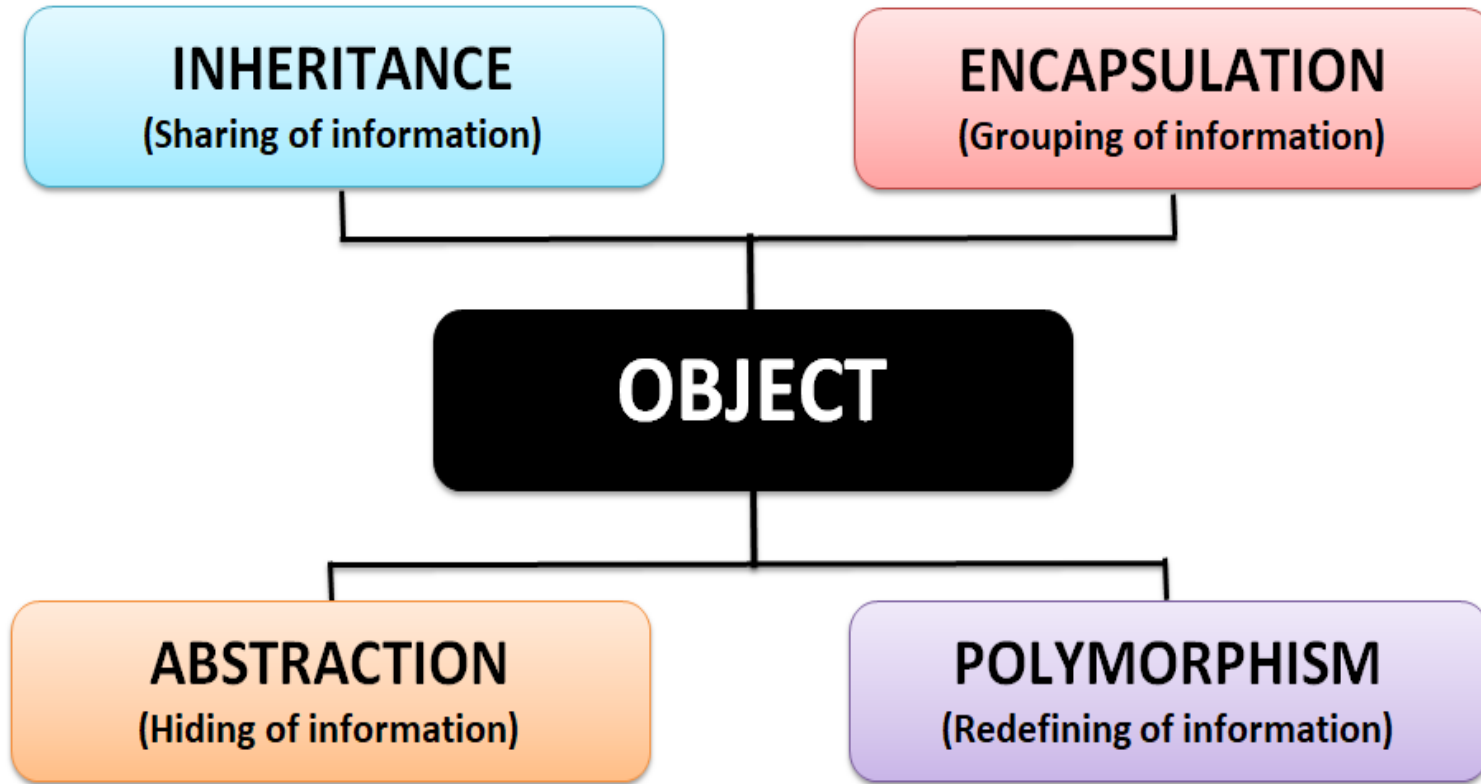 INHERITANCE
(Sharing of information)
ENCAPSULATION
(Grouping of information)
OBJECT
ABSTRACTION
(Hiding of information)
POLYMORPHISM
(Redefining of information)